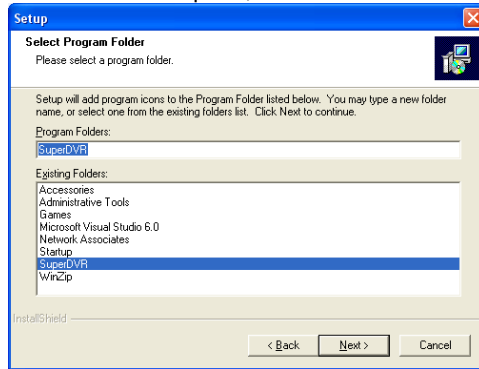 Setup
Select Program Folder
Please select a program folder.
Setup will add program icons to the Program Folder listed below. You may type a new folder
name, or select one from the existing folders list. Click Next to continue.
Program Folders:
SuperDVR
Existing Folders:
Accessories
Administrative Tools
Games
Microsoft Visual Studio 6.0
Network Associates
Startup
SuperDVR
WinZip
InstallShield
< Back Next > Cancel